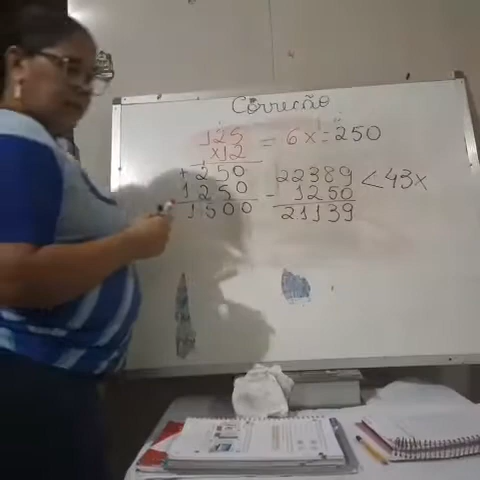 Correção
125 = 6x = 250
x12
+ 250
1250
1500
22389 < 43x
- 1250
21139